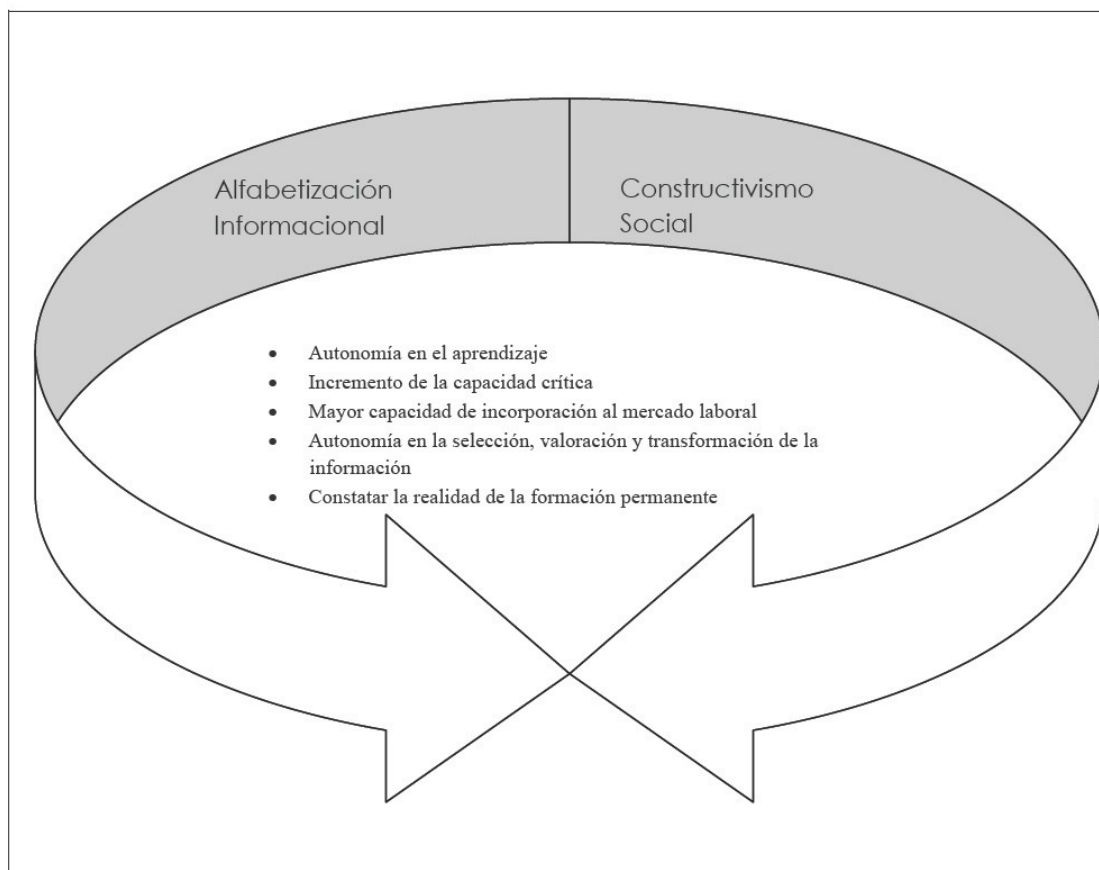 Alfabetización
Informacional
Constructivismo
Social
• Autonomía en el aprendizaje
• Incremento de la capacidad crítica
• Mayor capacidad de incorporación al mercado laboral
• Autonomía en la selección, valoración y transformación de la
información
• Constatar la realidad de la formación permanente